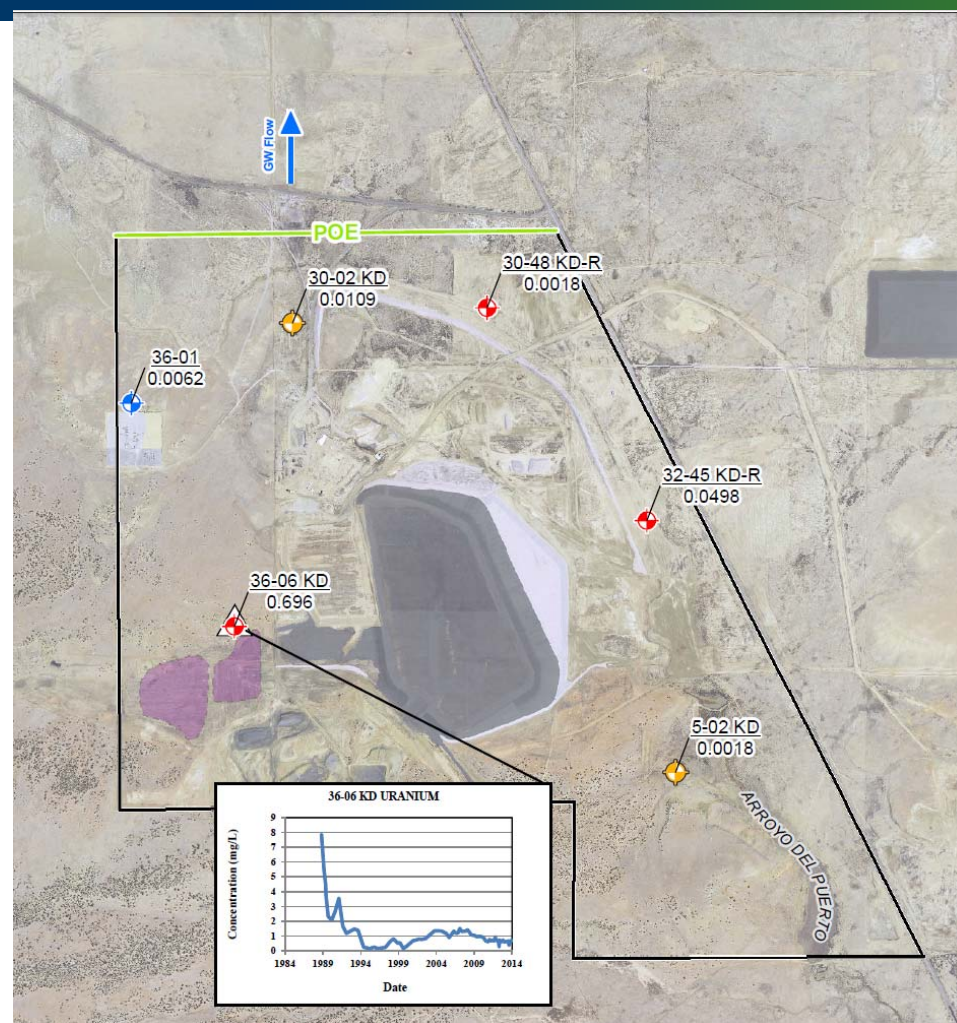 GW Flow
POE
30-48 KD-R
0.0018
30-02 KD
0.0109
36-01
0.0062
32-45 KD-R
0.0498
36-06 KD
0.696
5-02 KD
0.0018
ARROYO DEL PUERTO
36-06 KD URANIUM
Concentration (mg/L)
9
8
7
6
5
4
3
2
1
0
1984 1989 1994 1999 2004 2009 2014
Date